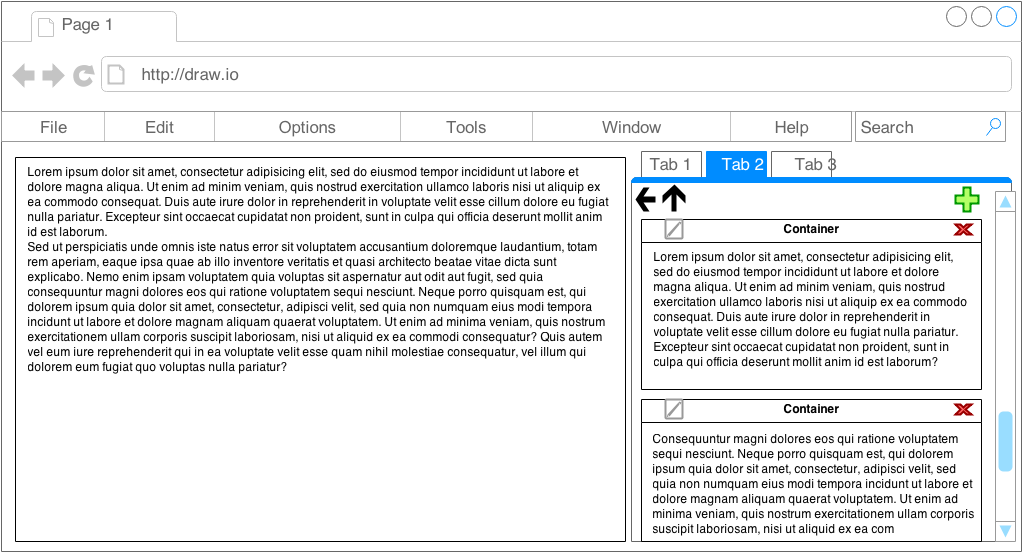 Page 1
http://draw.io
File Edit Options Tools Window Help Search
Lorem ipsum dolor sit amet, consectetur adipisicing elit, sed do eiusmod tempor incididunt ut labore et
dolore magna aliqua. Ut enim ad minim veniam, quis nostrud exercitation ullamco laboris nisi ut aliquip ex
ea commodo consequat. Duis aute irure dolor in reprehenderit in voluptate velit esse cillum dolore eu fugiat
nulla pariatur. Excepteur sint occaecat cupidatat non proident, sunt in culpa qui officia deserunt mollit anim
id est laborum.
Sed ut perspiciatis unde omnis iste natus error sit voluptatem accusantium doloremque laudantium, totam
rem aperiam, eaque ipsa quae ab illo inventore veritatis et quasi architecto beatae vitae dicta sunt
explicabo. Nemo enim ipsam voluptatem quia voluptas sit aspernatur aut odit aut fugit, sed quia
consequuntur magni dolores eos qui ratione voluptatem sequi nesciunt. Neque porro quisquam est, qui
dolorem ipsum quia dolor sit amet, consectetur, adipisci velit, sed quia non numquam eius modi tempora
incidunt ut labore et dolore magnam aliquam quaerat voluptatem. Ut enim ad minima veniam, quis nostrum
exercitationem ullam corporis suscipit laboriosam, nisi ut aliquid ex ea commodi consequatur? Quis autem
vel eum iure reprehenderit qui in ea voluptate velit esse quam nihil molestiae consequatur, vel illum qui
dolorem eum fugiat quo voluptas nulla pariatur?
Tab 1 Tab 2 Tab 3
Container
Lorem ipsum dolor sit amet, consectetur adipisicing elit,
sed do eiusmod tempor incididunt ut labore et dolore
magna aliqua. Ut enim ad minim veniam, quis nostrud
exercitation ullamco laboris nisi ut aliquip ex ea commodo
consequat. Duis aute irure dolor in reprehenderit in
voluptate velit esse cillum dolore eu fugiat nulla pariatur.
Excepteur sint occaecat cupidatat non proident, sunt in
culpa qui officia deserunt mollit anim id est laborum?
Container
Consequuntur magni dolores eos qui ratione voluptatem
sequi nesciunt. Neque porro quisquam est, qui dolorem
ipsum quia dolor sit amet, consectetur, adipisci velit, sed
quia non numquam eius modi tempora incidunt ut labore et
dolore magnam aliquam quaerat voluptatem. Ut enim ad
minima veniam, quis nostrum exercitationem ullam corporis
suscipit laboriosam, nisi ut aliquid ex ea com